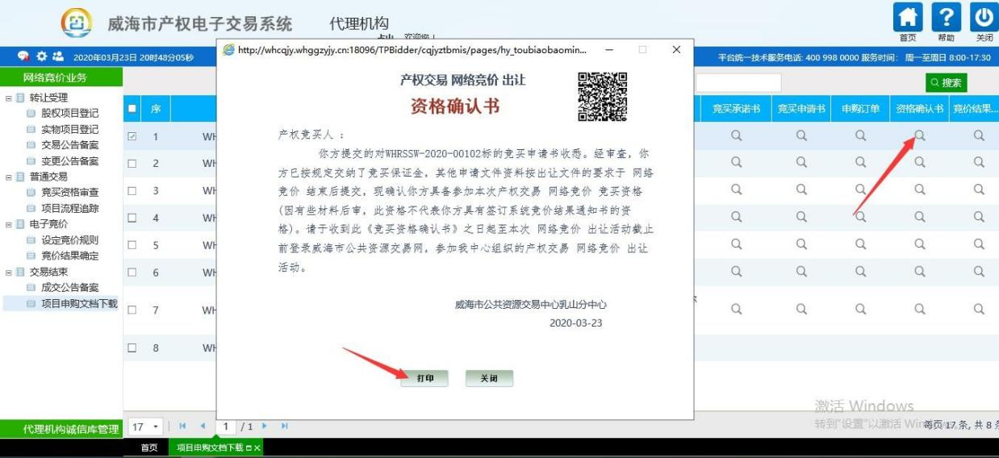 威海市产权电子交易系统 代理机构
首页 帮助 关闭
2020年03月23日 20时48分05秒
平台统一技术服务电话: 400 998 0000 服务时间: 周一至周日 8:00-17:30
http://whcqjy.whggzyjy.cn:18096/TPBidder/cqjyztbmis/pages/hy_toubiaobaomin...
网络竞价业务
转让受理
股权项目登记
实物项目登记
交易公告备案
变更公告备案
普通交易
竞买资格审查
项目流程追踪
电子竞价
设定竞价规则
竞价结果确定
交易结束
成交公告备案
项目申购文档下载
代理机构诚信库管理
搜索
序
竞买承诺书 竞买申请书 申购订单 资格确认书 竞价结果...
1 WH
2 WH
3 WH
4 WH
5 WH
6 WH
7 WH
8 WH
产权交易 网络竞价 出让
资格确认书
产权竞买人 :
你方提交的对WHRSSW-2020-00102标的竞买申请书收悉。经审查, 你
方已按规定交纳了竞买保证金, 其他申请文件资料按出让文件的要求于 网络
竞价 结束后提交, 现确认你方具备参加本次产权交易 网络竞价 竞买资格
(因有些材料后审, 此资格不代表你方具有签订系统竞价结果通知书的资
格)。请于收到此《竞买资格确认书》之日起至本次 网络竞价 出让活动截止
前登录威海市公共资源交易网, 参加我中心组织的产权交易 网络竞价 出让
活动。
威海市公共资源交易中心乳山分中心
2020-03-23
打印 关闭
激活 Windows
转到"设置"以激活 Win
17 1 / 1
每页 17 条, 共 8 条
首页 项目申购文档下载